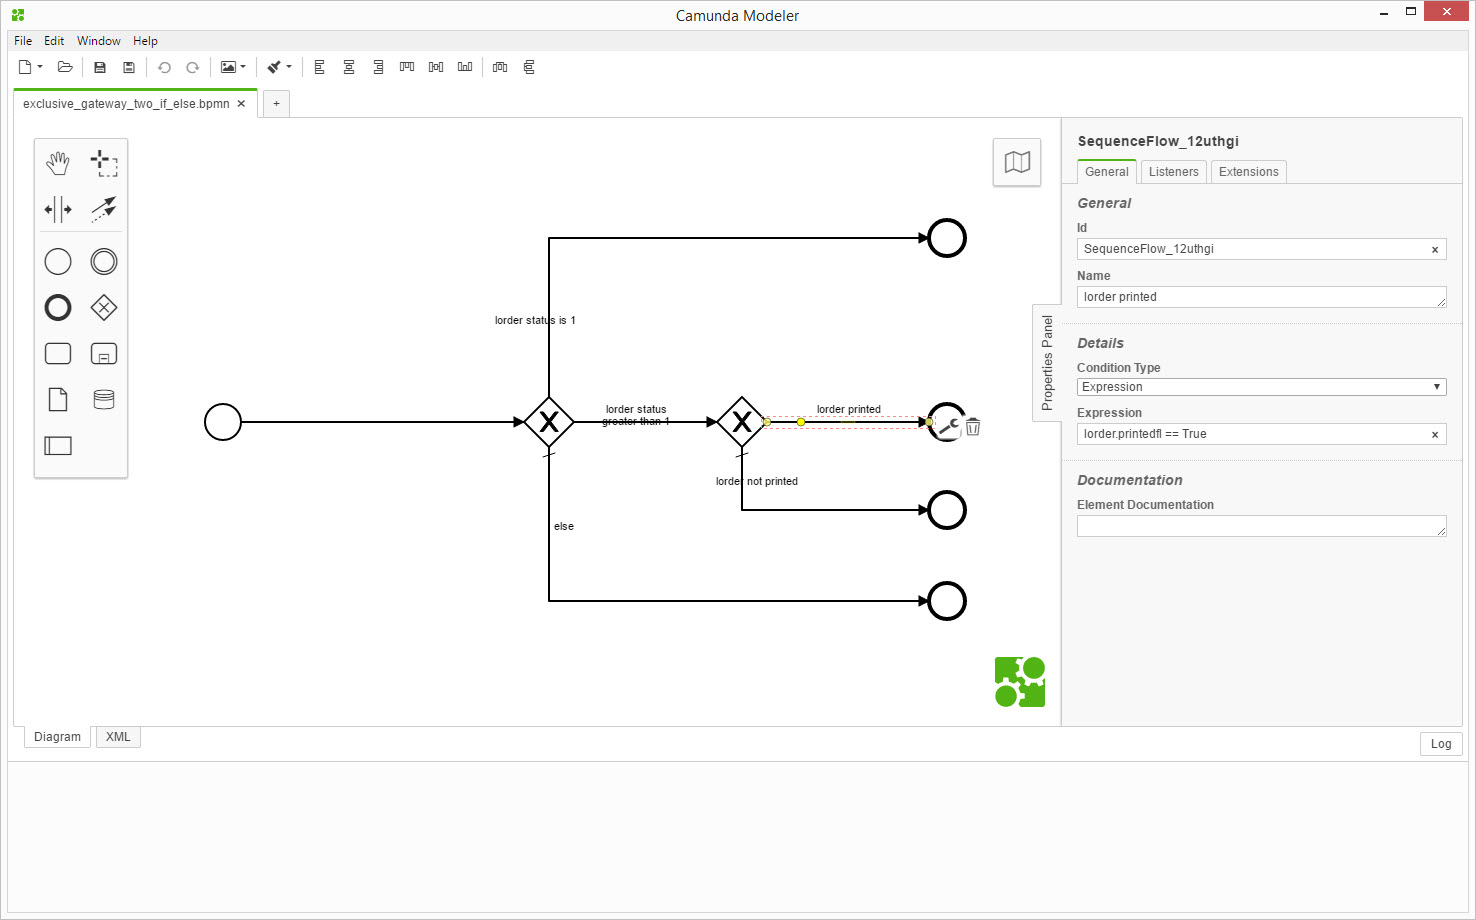 Camunda Modeler
File Edit Window Help
exclusive_gateway_two_if_else.bpmn
+
lorder status is 1
lorder status
greater than 1
lorder printed
lorder not printed
else
Properties Panel
SequenceFlow_12uthgi
General Listeners Extensions
General
Id
SequenceFlow_12uthgi
Name
lorder printed
Details
Condition Type
Expression
Expression
lorder.printedfl == True
Documentation
Element Documentation
Diagram XML
Log